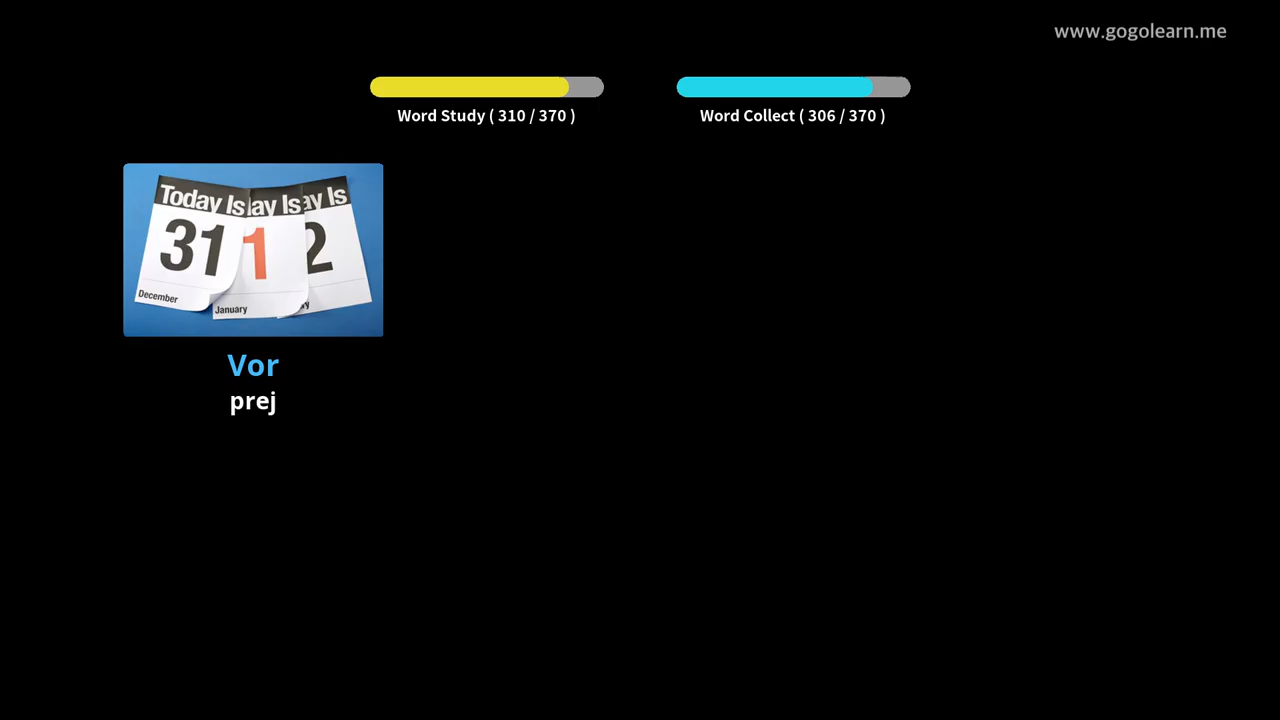 www.gogolearn.me
Word Study ( 310 / 370 )
Word Collect ( 306 / 370 )
Today Is
ay Is
ay Is
31
1
2
December
January
ry
Vor
prej